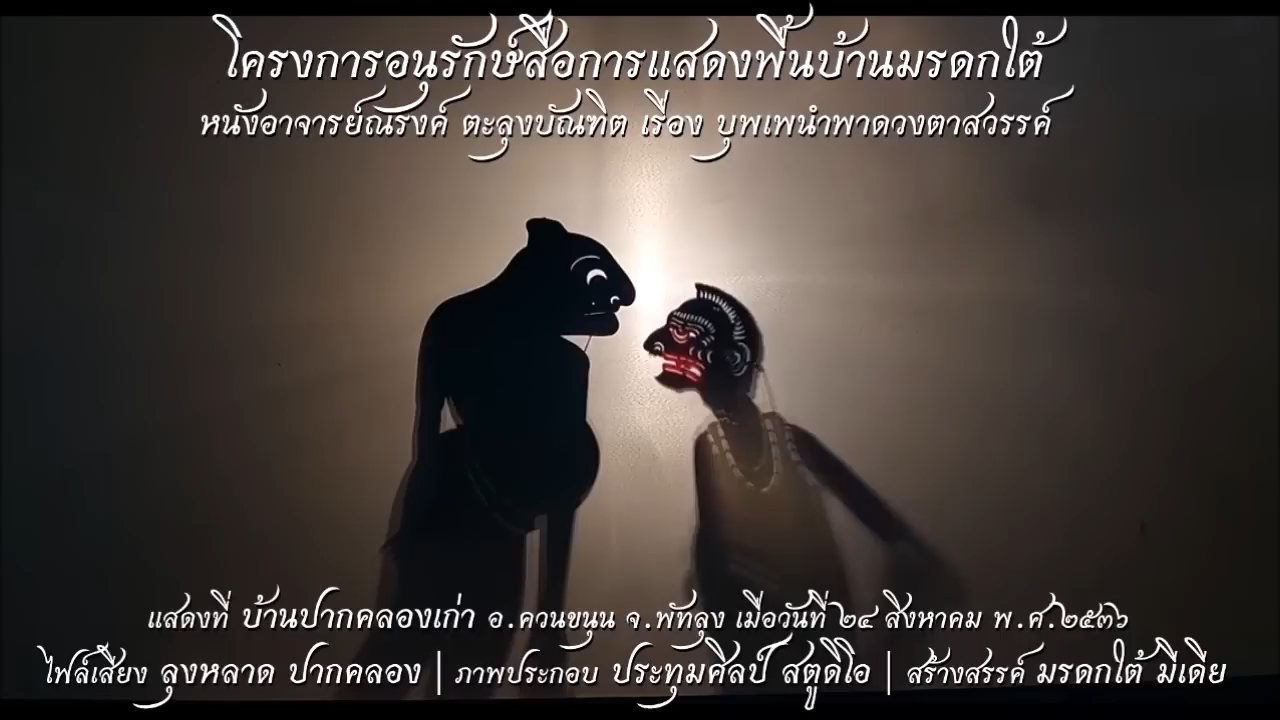 โครงการอนุรักษ์สื่อการแสดงพื้นบ้านมรดกใต้
หนังอาจารย์ณรงค์ ตะลุงบัณฑิต เรื่อง บุพเพนำพาดวงตาสวรรค์
แสดงที่ บ้านปากคลองเก่า อ.ควนขนุน จ.พัทลุง เมื่อวันที่ ๒๔ สิงหาคม พ.ศ.๒๕๓๖
ไฟล์เสียง ลุงหลาด ปากคลอง | ภาพประกอบ ประทุมศิลป์ สตูดิโอ | สร้างสรรค์ มรดกใต้ มีเดีย